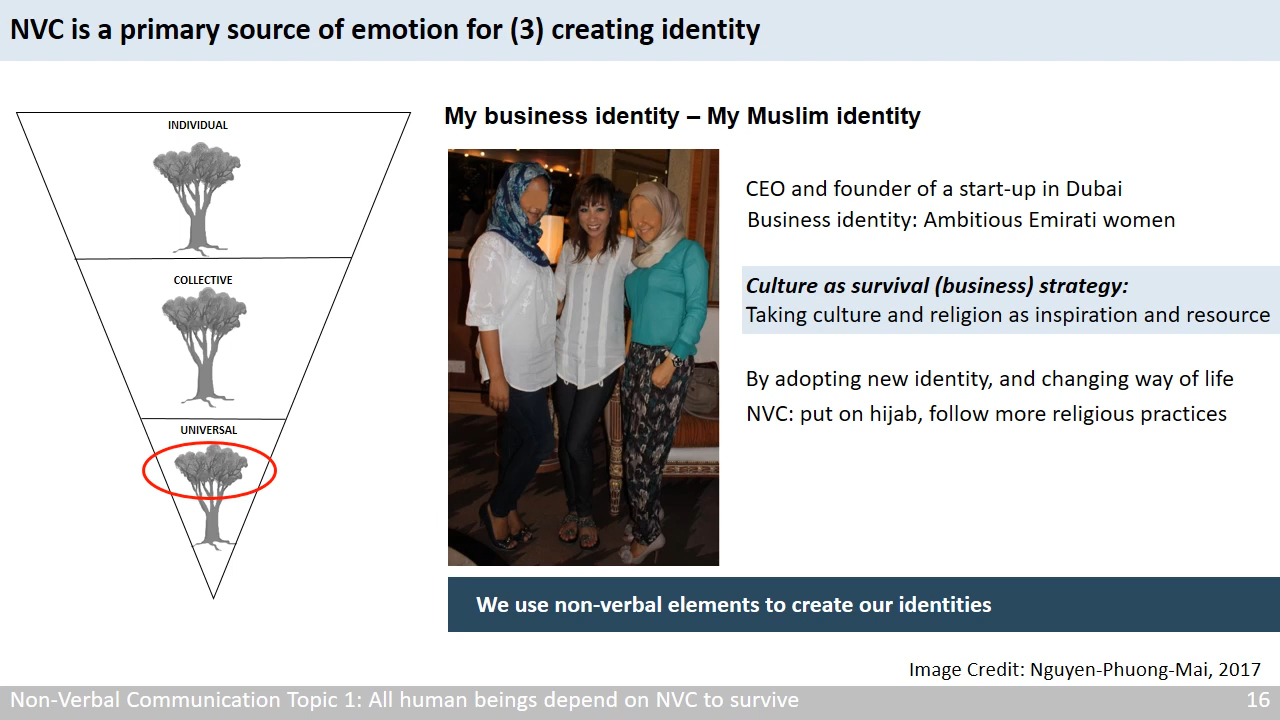 NVC is a primary source of emotion for (3) creating identity
INDIVIDUAL
COLLECTIVE
UNIVERSAL
My business identity – My Muslim identity
CEO and founder of a start-up in Dubai
Business identity: Ambitious Emirati women
Culture as survival (business) strategy:
Taking culture and religion as inspiration and resource
By adopting new identity, and changing way of life
NVC: put on hijab, follow more religious practices
We use non-verbal elements to create our identities
Image Credit: Nguyen-Phuong-Mai, 2017
Non-Verbal Communication Topic 1: All human beings depend on NVC to survive
16